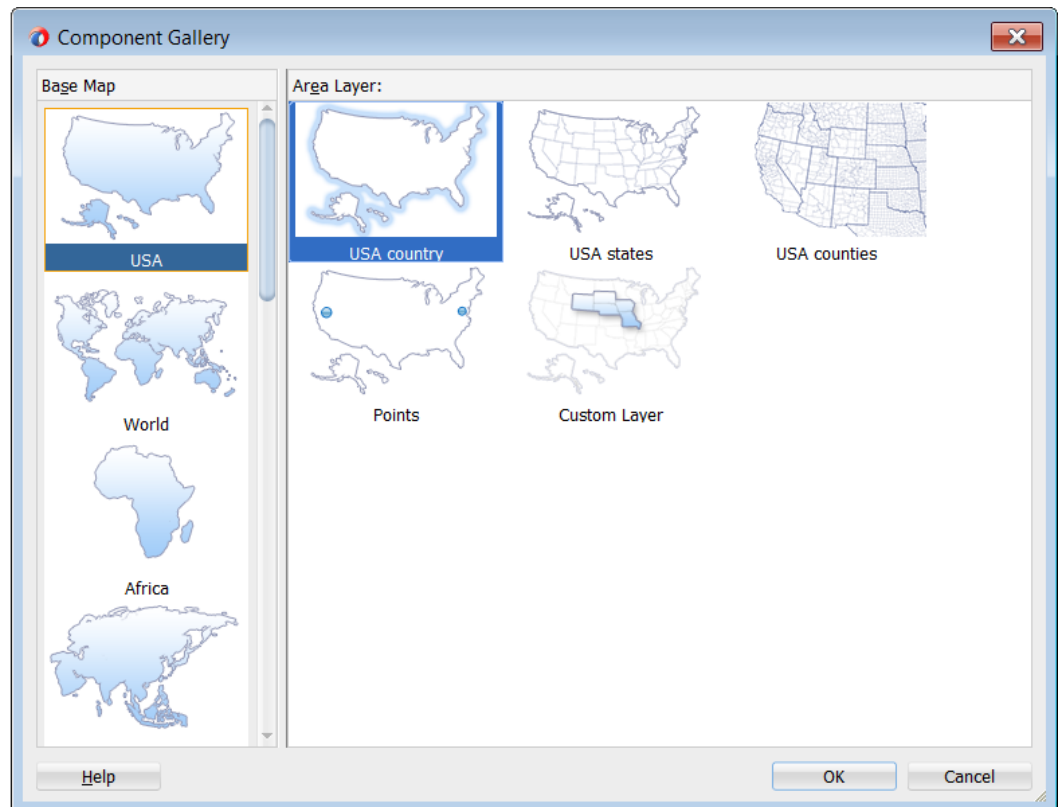 Component Gallery
Base Map
Area Layer:
USA
World
Africa
USA country
USA states
USA counties
Points
Custom Layer
Help
OK
Cancel